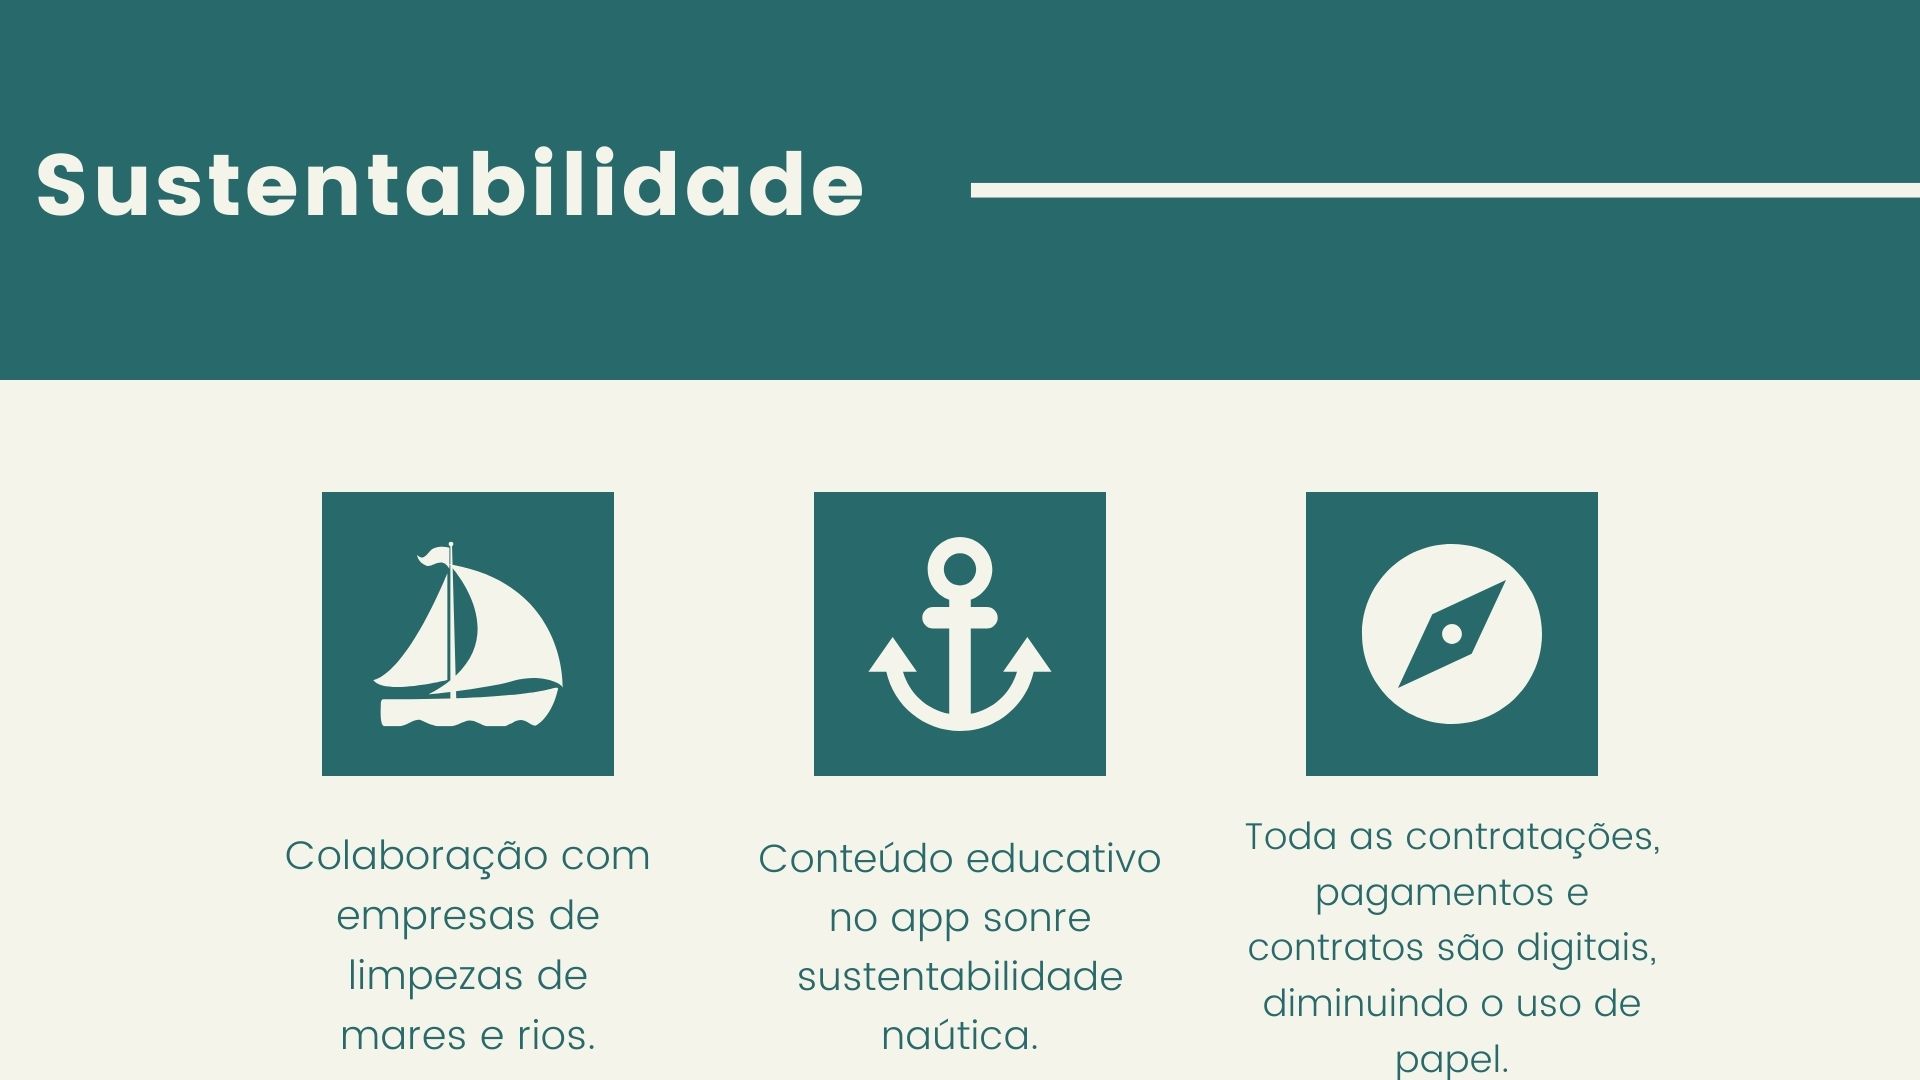 Sustentabilidade
Colaboração com
empresas de
limpezas de
mares e rios.
Conteúdo educativo
no app sonre
sustentabilidade
naútica.
Toda as contratações,
pagamentos e
contratos são digitais,
diminuindo o uso de
papel.